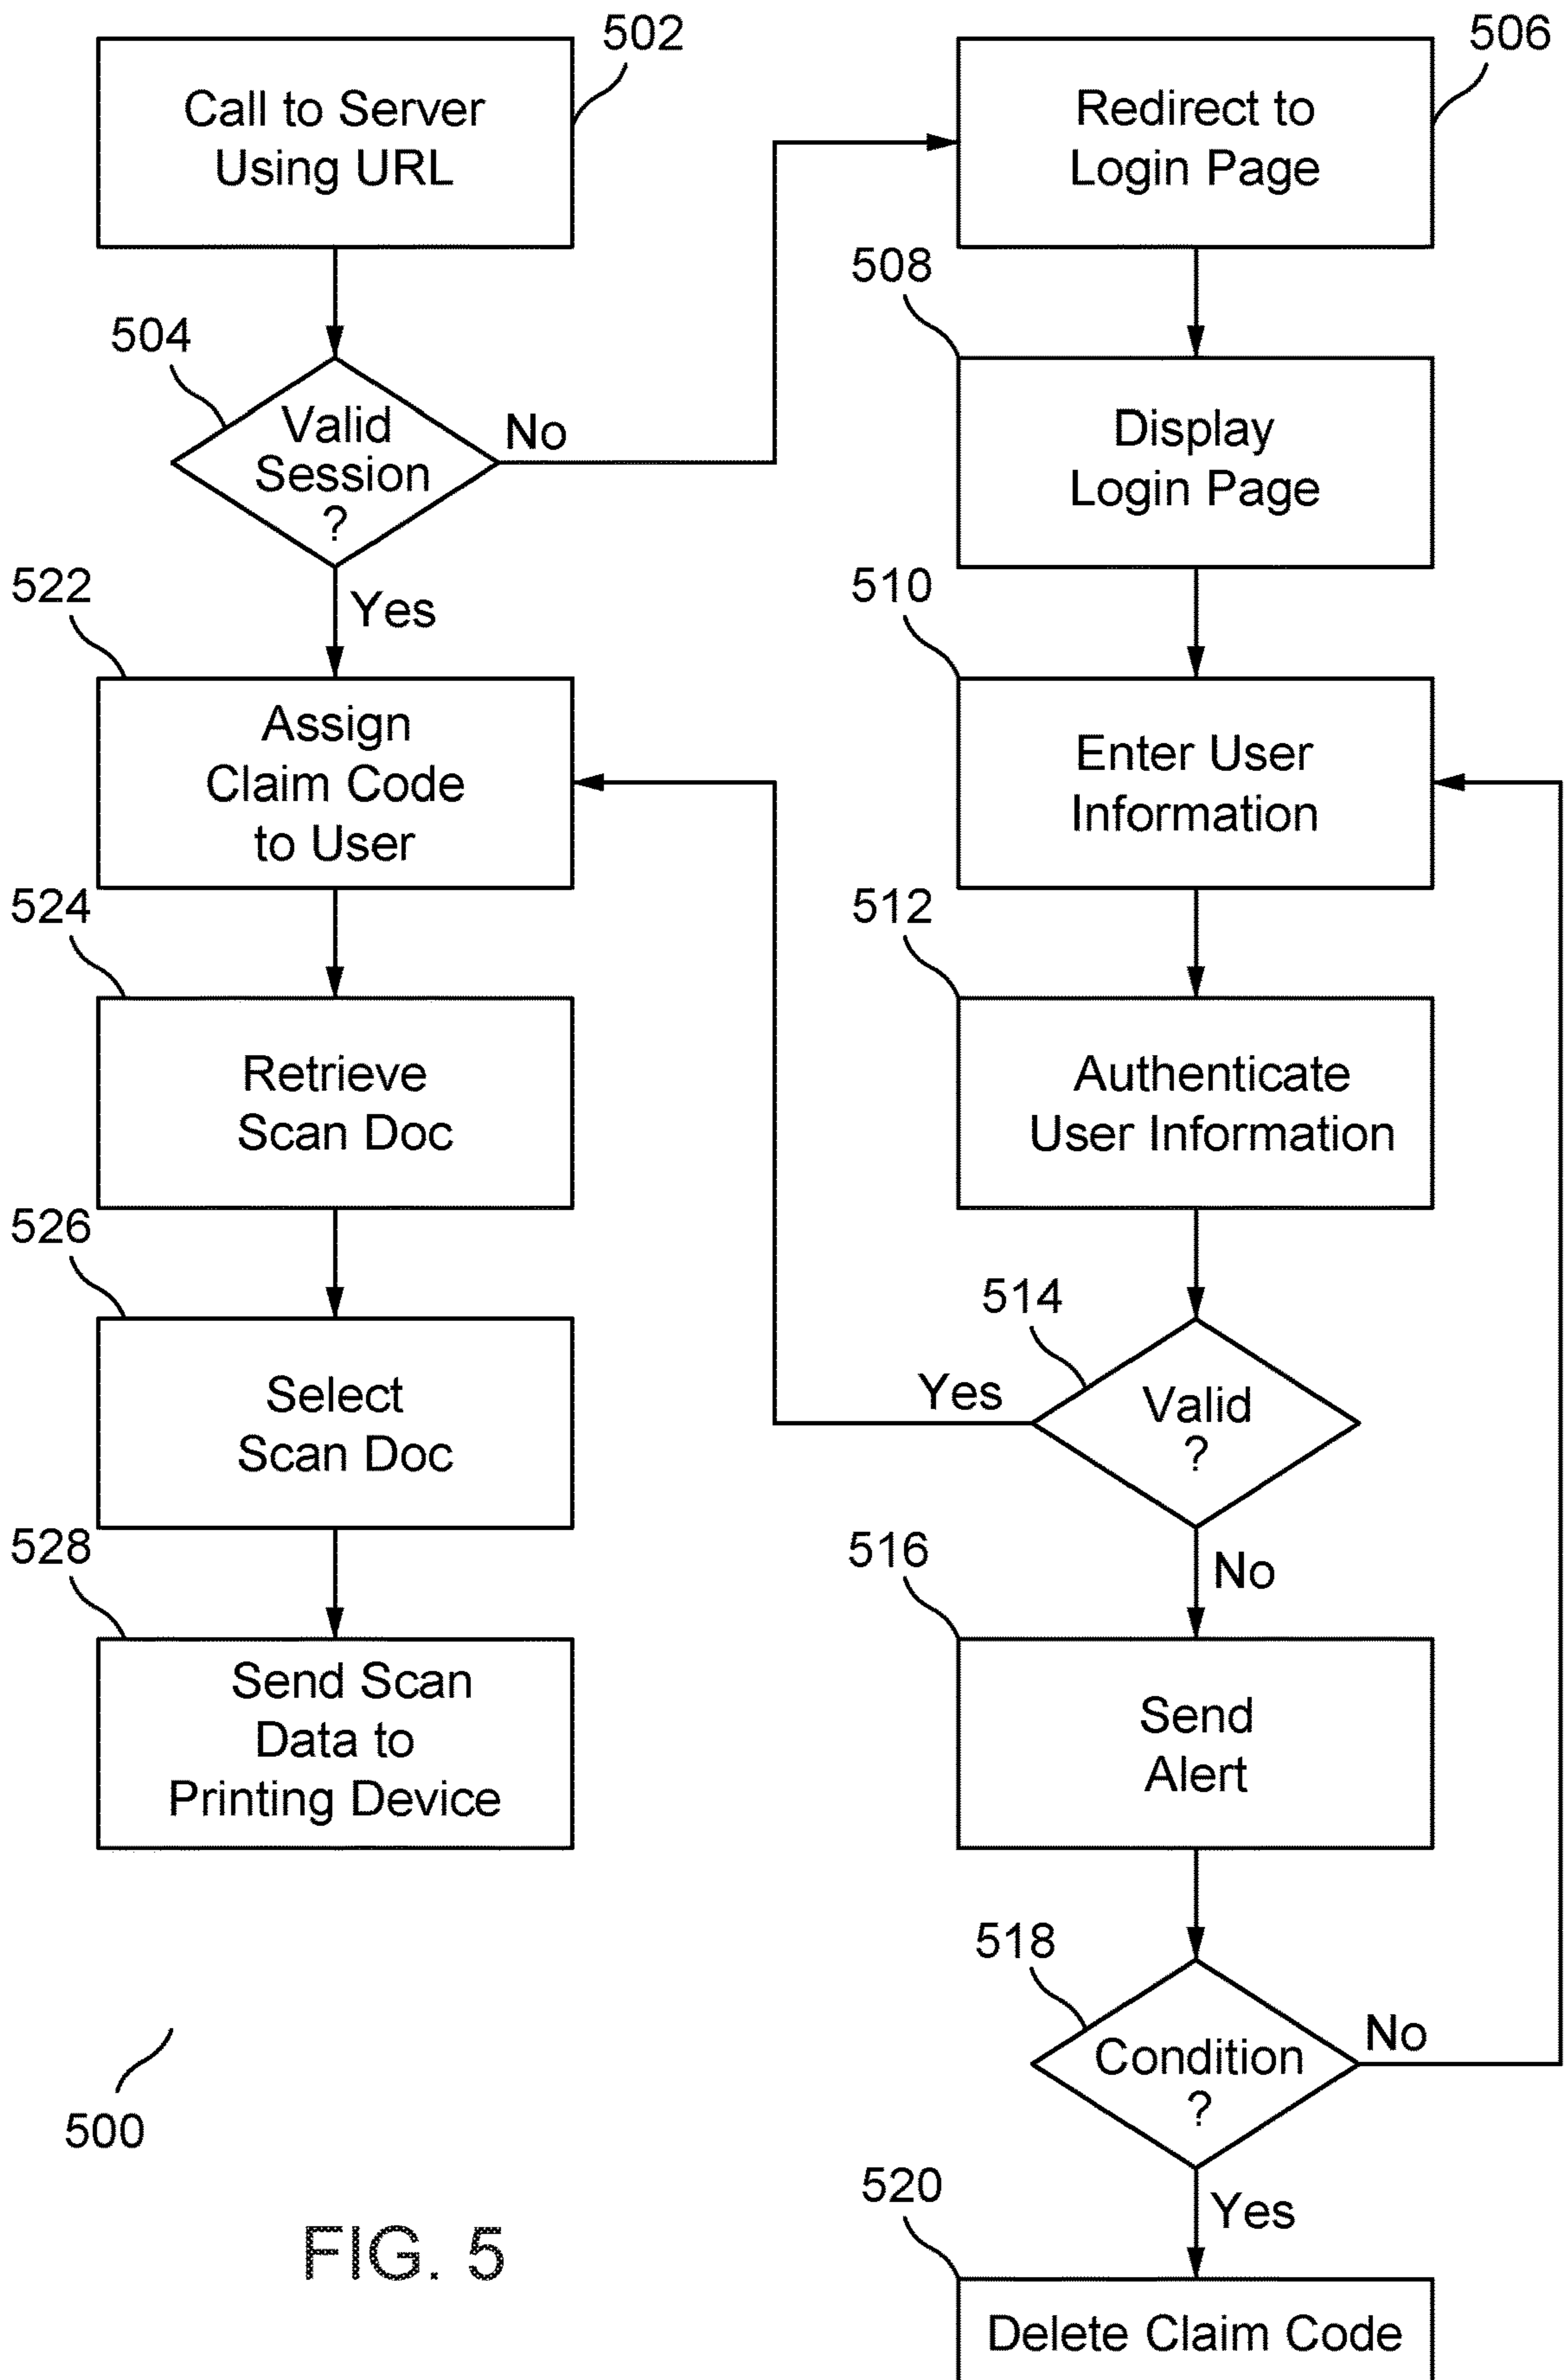 502
Call to Server
Using URL
504
Valid
Session
?
No
Yes
506
Redirect to
Login Page
508
Display
Login Page
510
Enter User
Information
512
Authenticate
User Information
514
Valid
?
Yes
No
516
Send
Alert
518
Condition
?
No
Yes
520
Delete Claim Code
522
Assign
Claim Code
to User
524
Retrieve
Scan Doc
526
Select
Scan Doc
528
Send Scan
Data to
Printing Device
500
FIG. 5